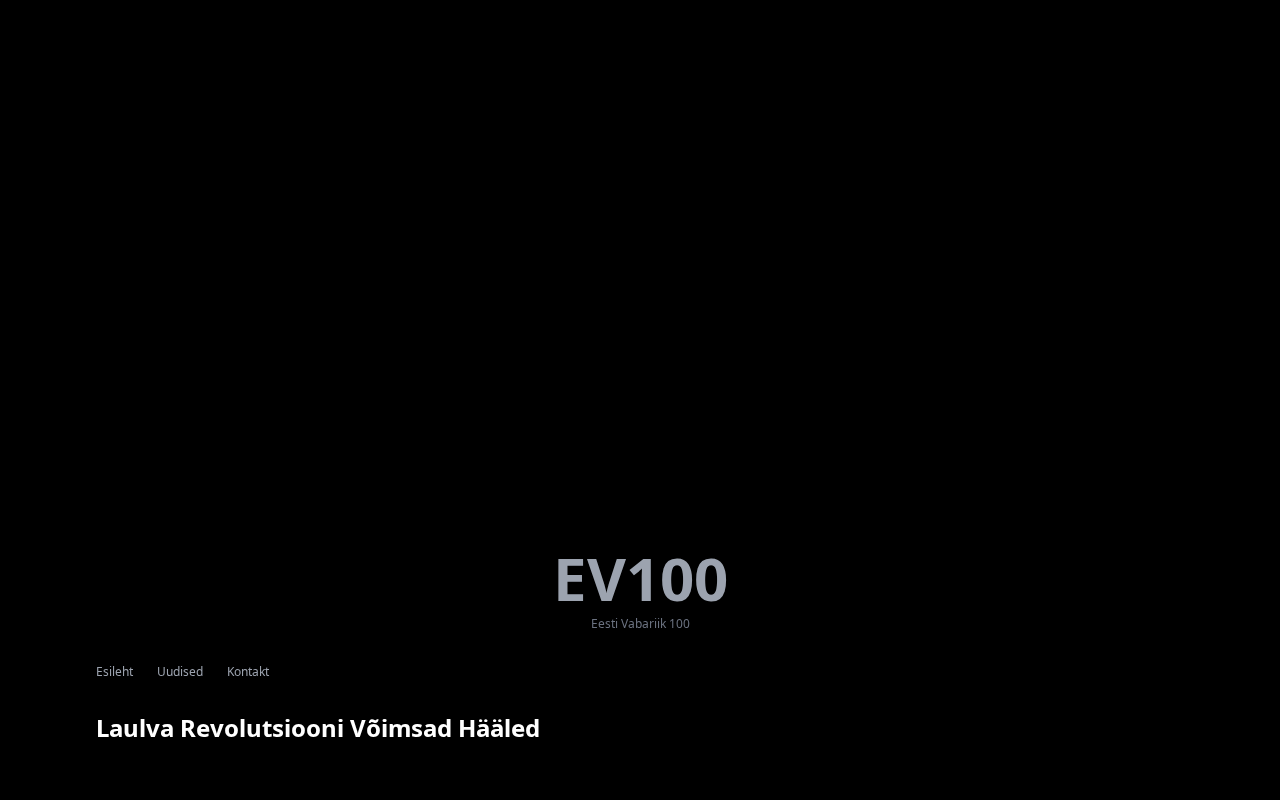 EV100
Eesti Vabariik 100
Esileht Uudised Kontakt
Laulva Revolutsiooni Võimsad Hääled